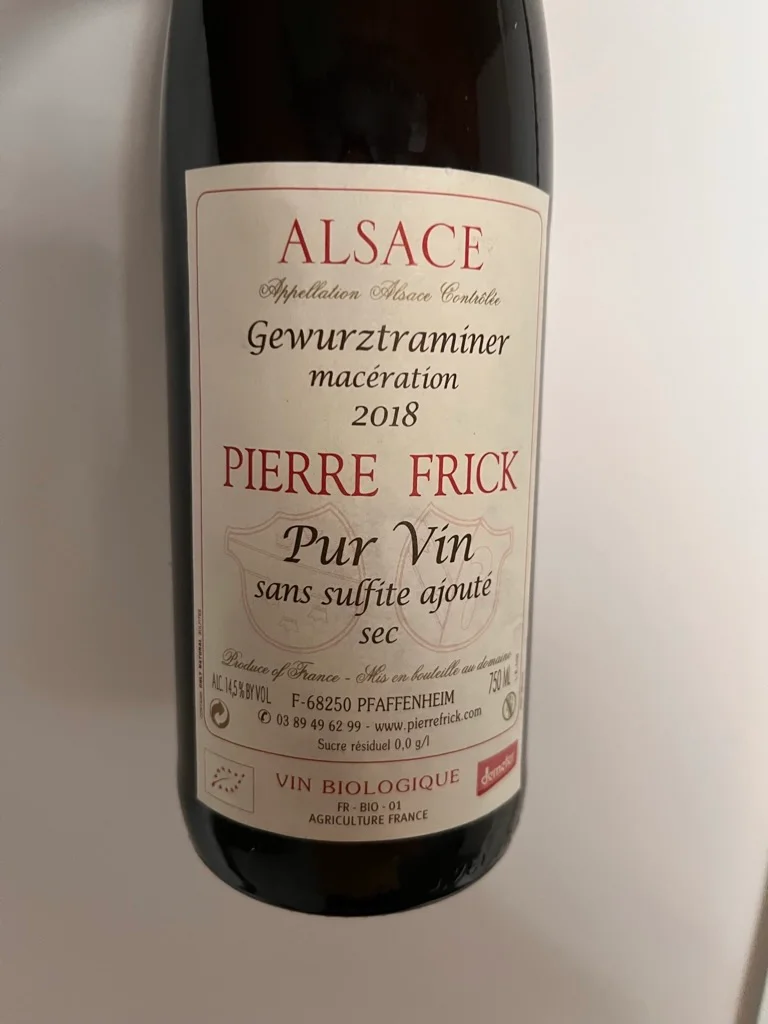 ALSACE
Appellation Alsace Contrôlée
Gewurztraminer
macération
2018
PIERRE FRICK
Pur Vin
sans sulfite ajouté
sec
Produce of France - Mis en bouteille au domaine
ALC. 14,5 % BY VOL
750 ML
F-68250 PFAFFENHEIM
✆ 03 89 49 62 99 - www.pierrefrick.com
Sucre résiduel 0,0 g/l
VIN BIOLOGIQUE
demeter
FR - BIO - 01
AGRICULTURE FRANCE